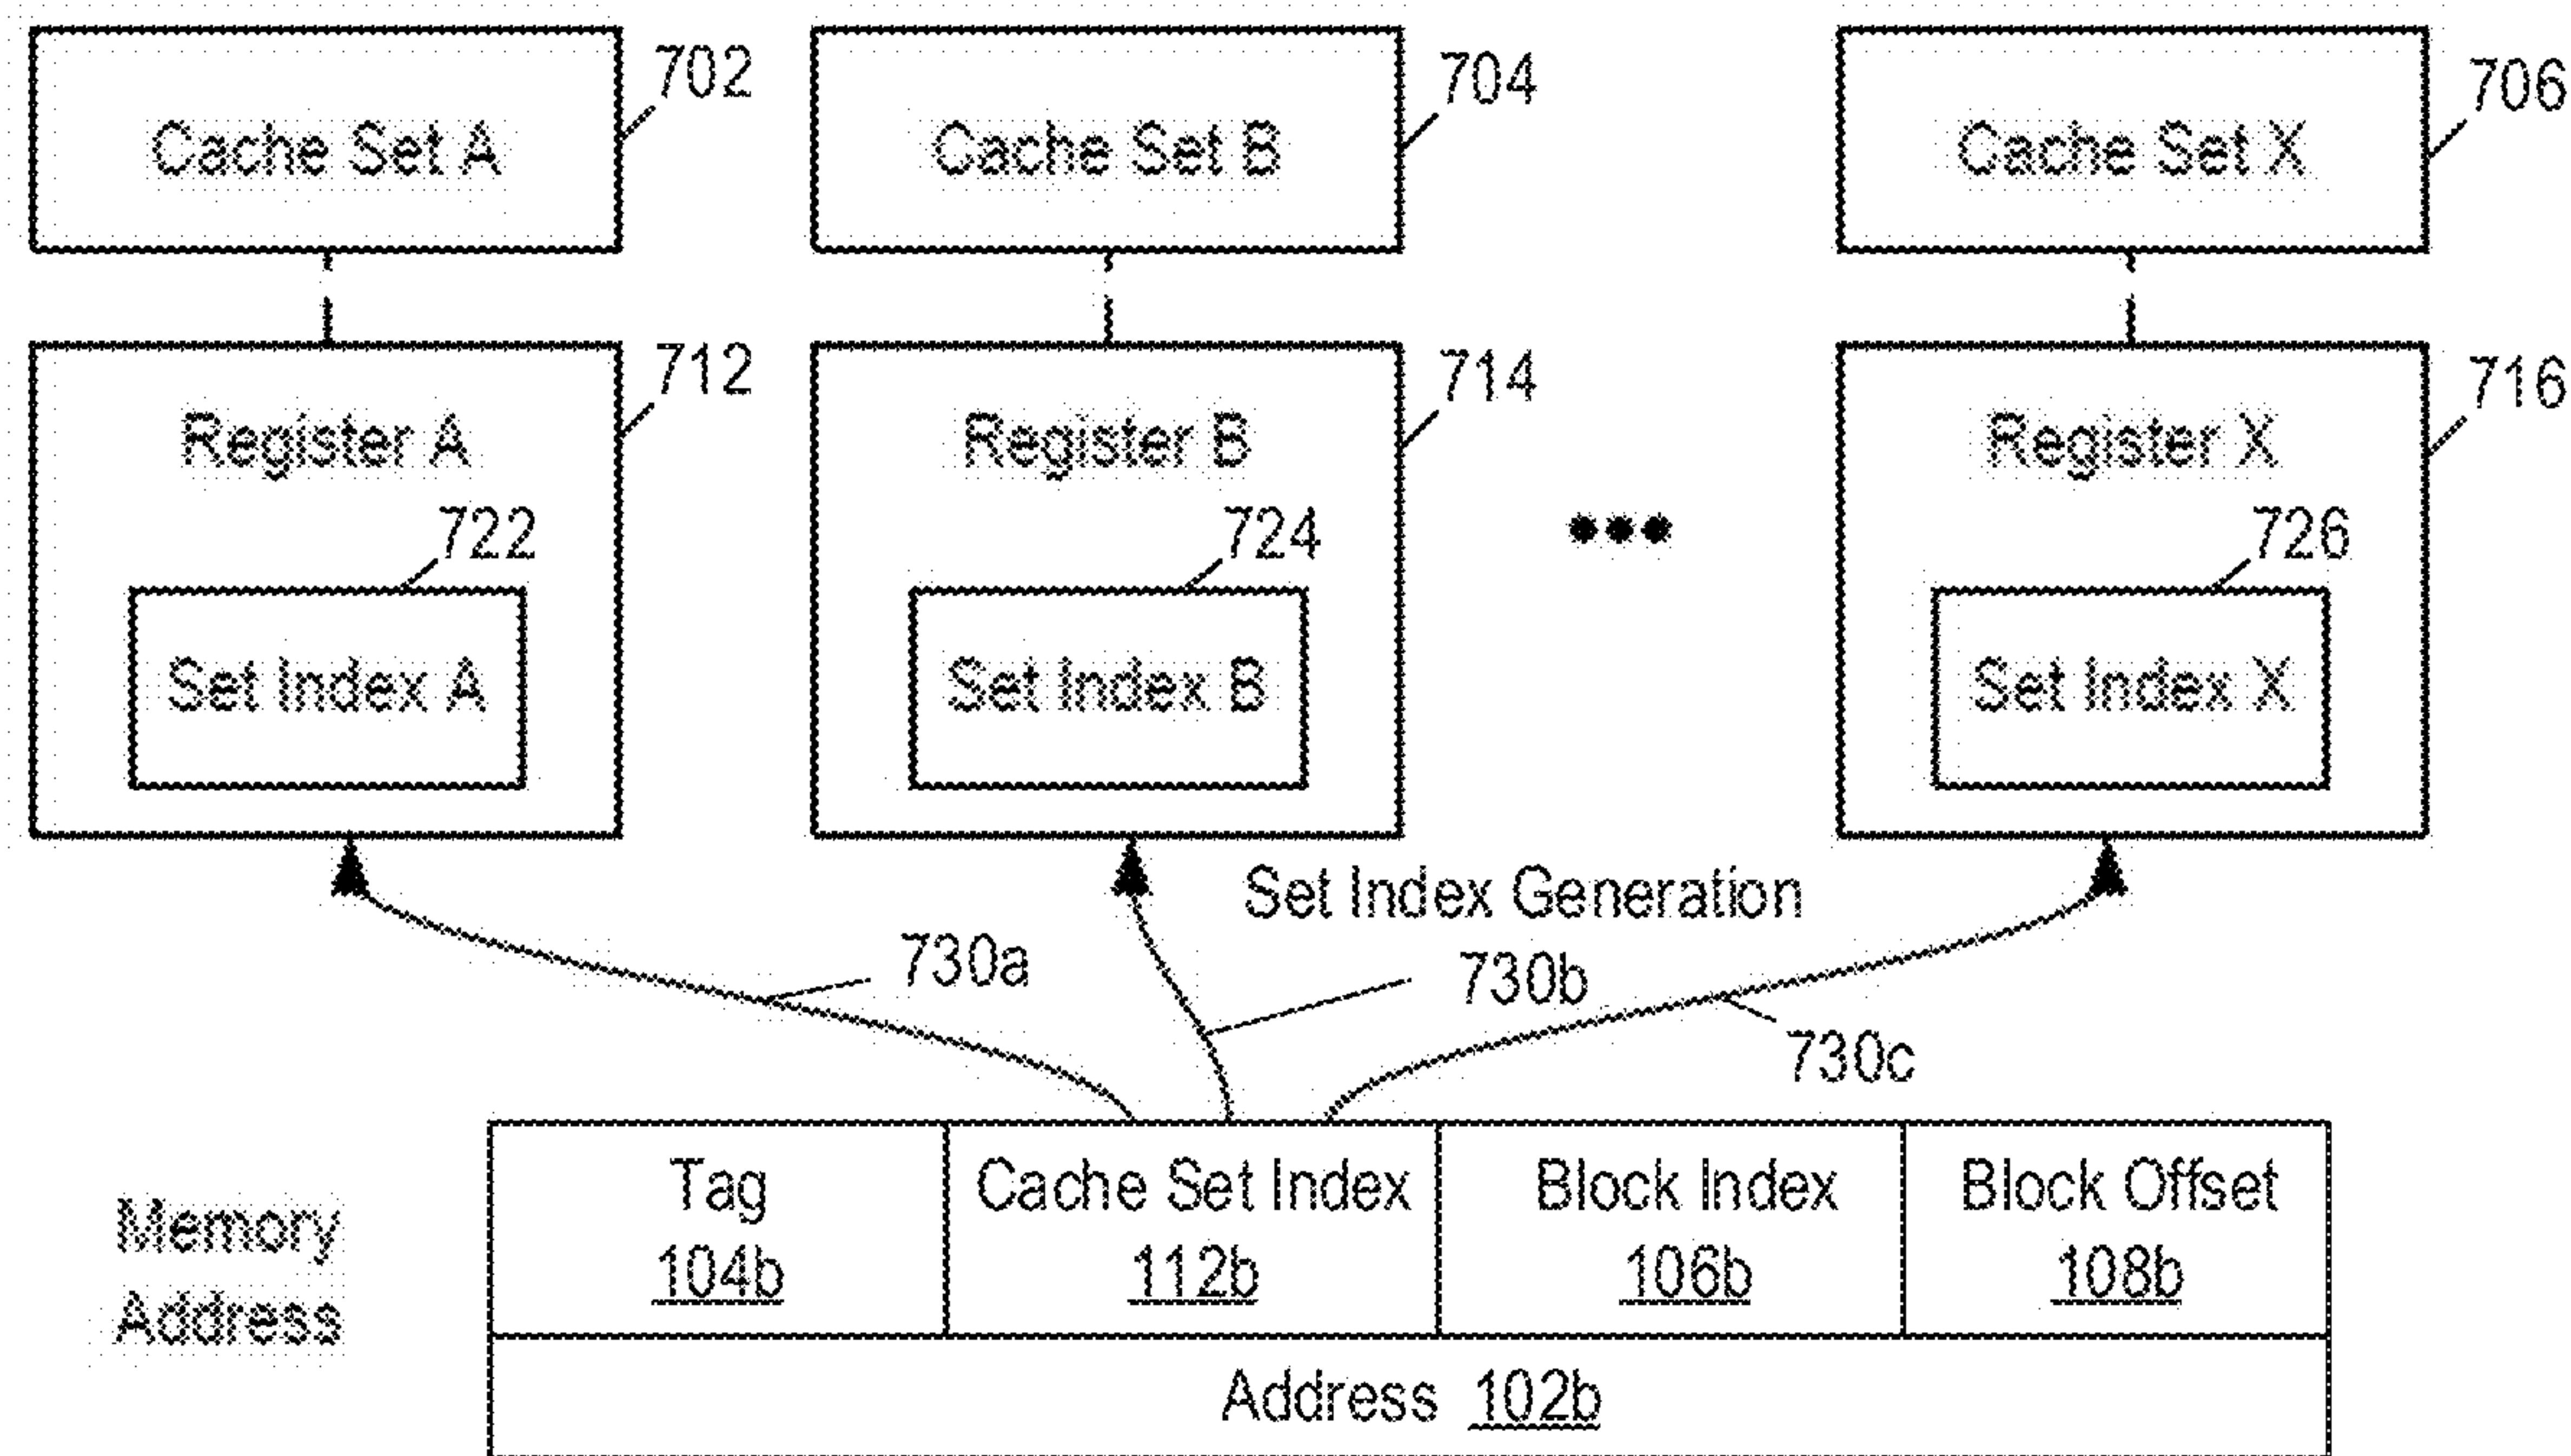 702
704
706
Cache Set A
Cache Set B
Cache Set X
712
714
716
Register A
Register B
Register X
722
724
726
Set Index A
Set Index B
Set Index X
Set Index Generation
730a
730b
730c
Memory
Address
Tag
104b
Cache Set Index
112b
Block Index
106b
Block Offset
108b
Address 102b